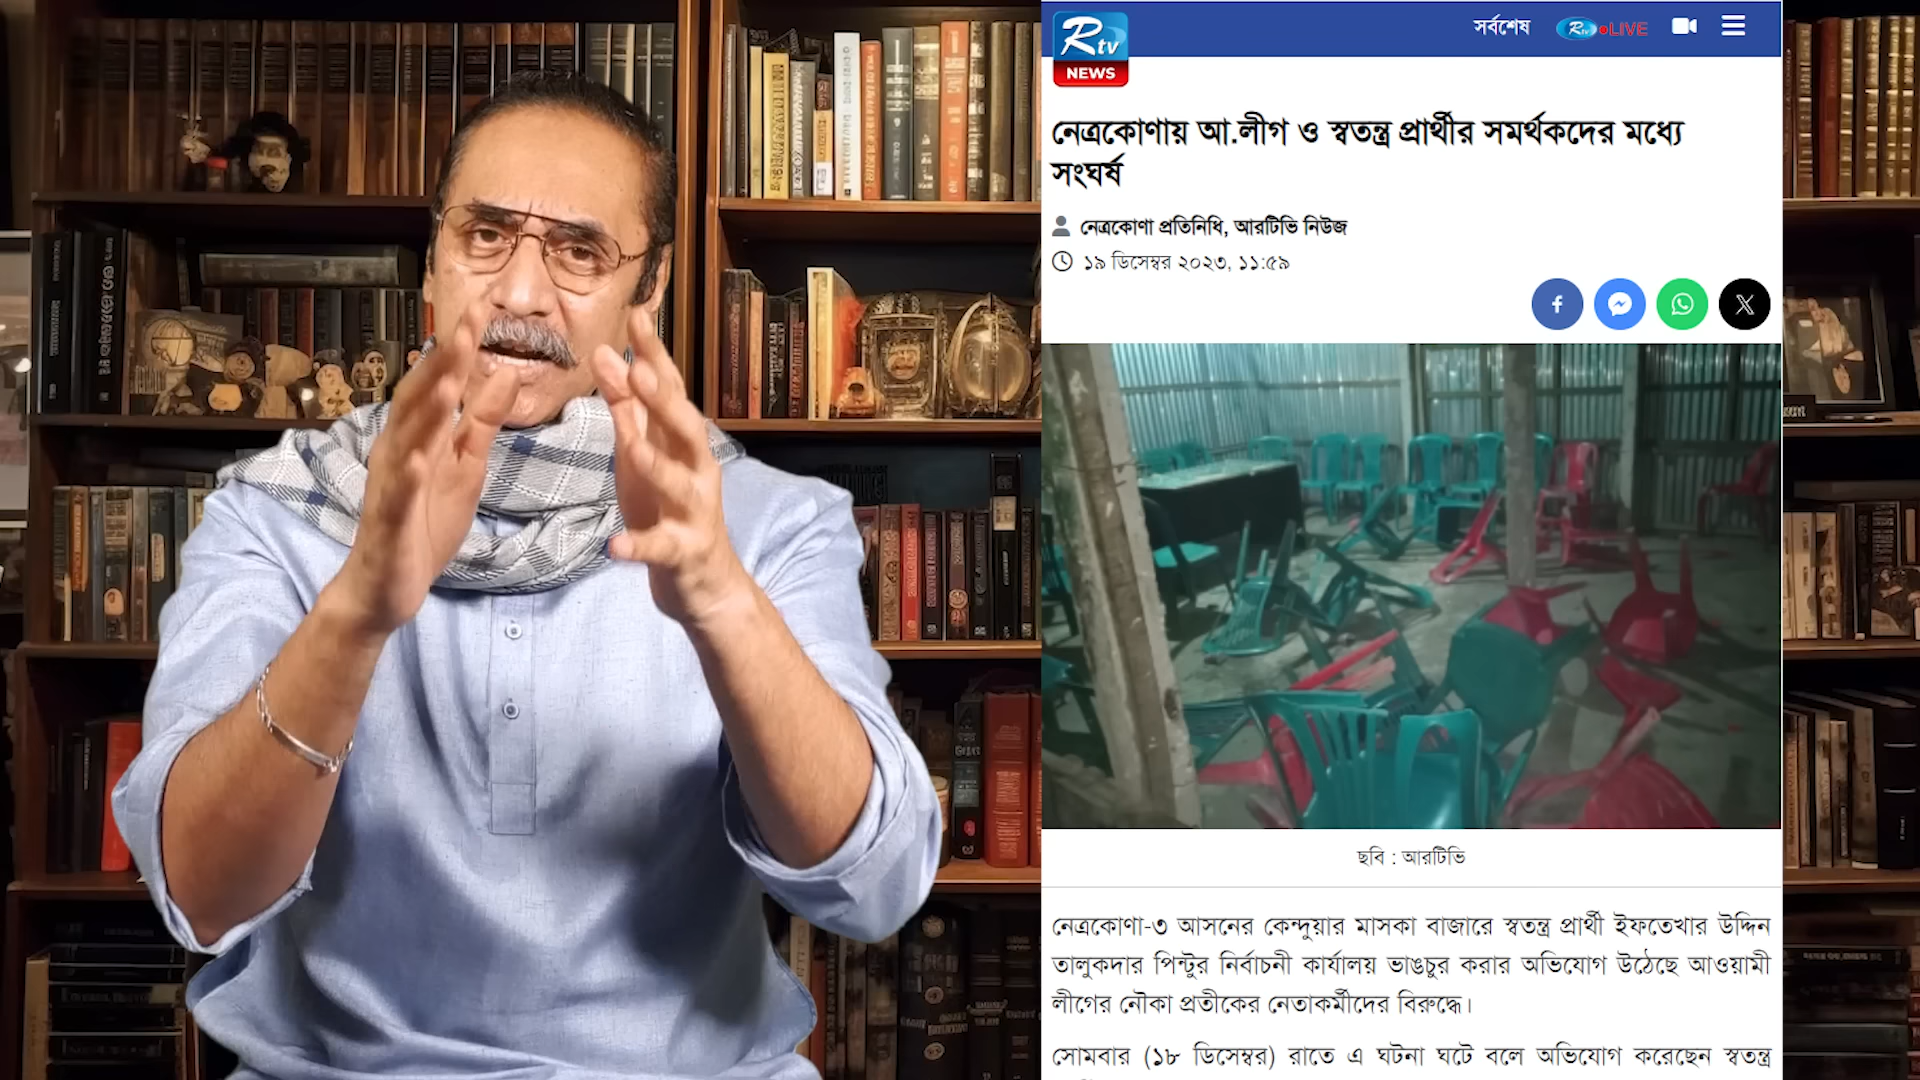 Rtv
NEWS
সর্বশেষ
Rtv LIVE
নেত্রকোণায় আ.লীগ ও স্বতন্ত্র প্রার্থীর সমর্থকদের মধ্যে
সংঘর্ষ
নেত্রকোণা প্রতিনিধি, আরটিভি নিউজ
১৯ ডিসেম্বর ২০২৩, ১১:৫৯
ছবি : আরটিভি
নেত্রকোণা-৩ আসনের কেন্দুয়ার মাসকা বাজারে স্বতন্ত্র প্রার্থী ইফতেখার উদ্দিন
তালুকদার পিন্টুর নির্বাচনী কার্যালয় ভাঙচুর করার অভিযোগ উঠেছে আওয়ামী
লীগের নৌকা প্রতীকের নেতাকর্মীদের বিরুদ্ধে।
সোমবার (১৮ ডিসেম্বর) রাতে এ ঘটনা ঘটে বলে অভিযোগ করেছেন স্বতন্ত্র